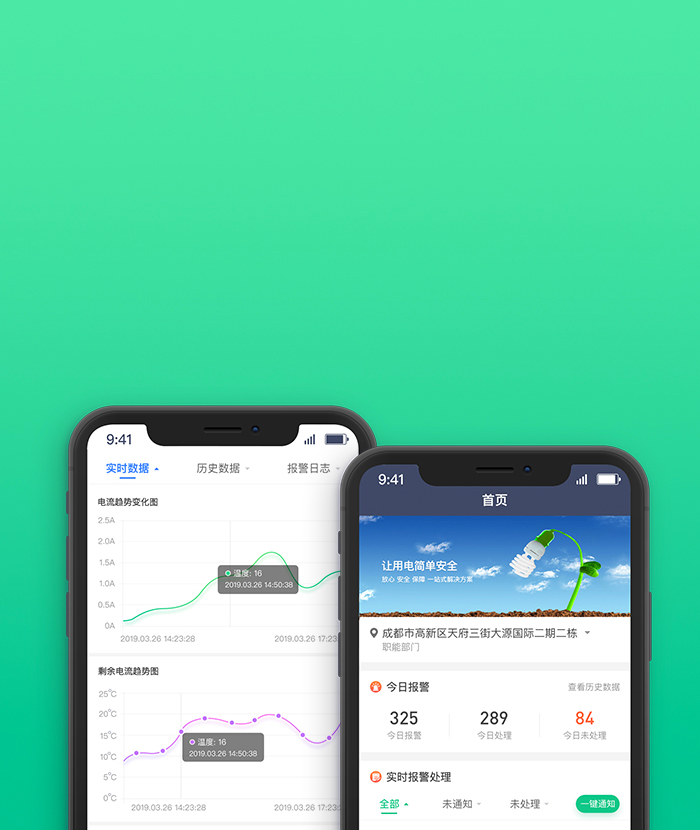 9:41
实时数据
历史数据
报警日志
电流趋势变化图
2.5A
2.0A
1.5A
1.0A
0.5A
0A
温度: 16
2019.03.26 14:50:38
2019.03.26 14:23:28
2019.03.26 17:23
剩余电流趋势图
25℃
20℃
15℃
10℃
5℃
0℃
温度: 16
2019.03.26 14:50:38
2019.03.26 14:23:28
2019.03.26 17:23:
9:41
首页
让用电简单安全
放心 安全 保障 一站式解决方案
成都市高新区天府三街大源国际二期二栋
职能部门
今日报警
查看历史数据
325
289
84
今日报警
今日处理
今日未处理
实时报警处理
全部
未通知
未处理
一键通知